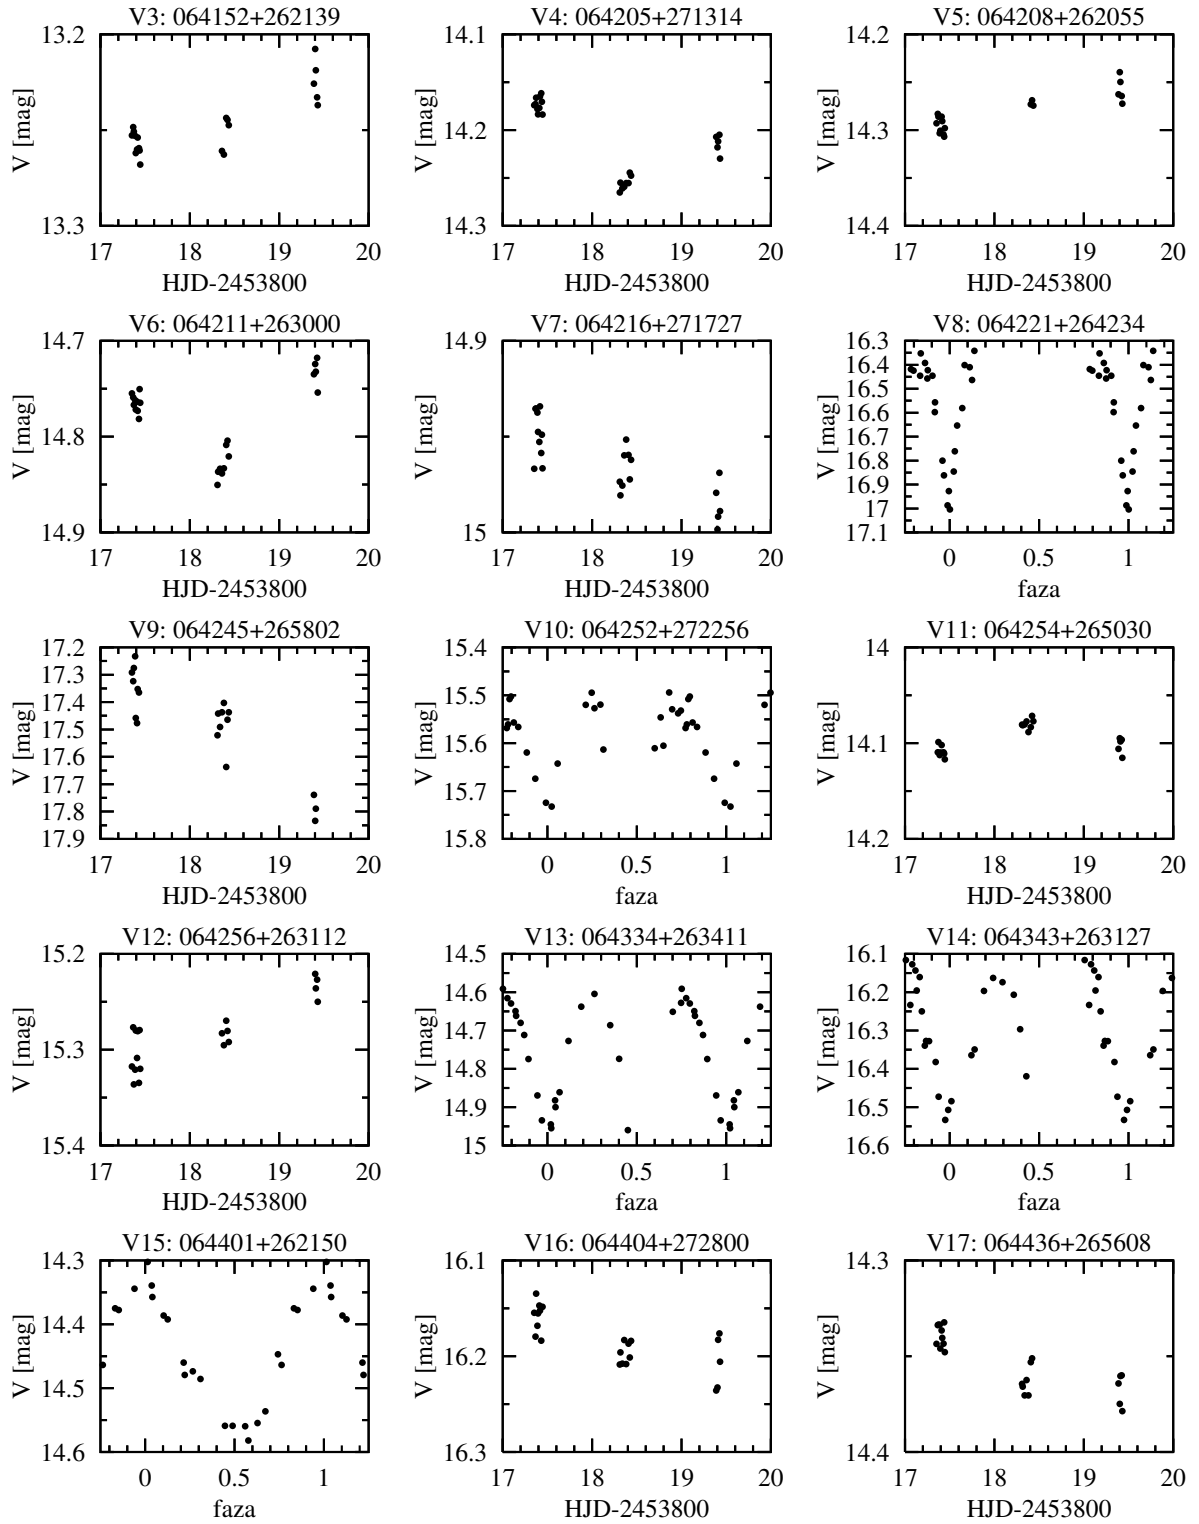 V3: 064152+262139 V4: 064205+271314 V5: 064208+262055
13.2 14.1 14.2
V [mag] V [mag] V [mag]
14.2 14.3
13.3 14.3 14.4
17 18 19 20 17 18 19 20 17 18 19 20
HJD-2453800 HJD-2453800 HJD-2453800
V6: 064211+263000 V7: 064216+271727 V8: 064221+264234
14.7 14.9 16.3
16.4
16.5
16.6
14.8 16.7
V [mag] V [mag] V [mag]
16.8
16.9
17
14.9 15 17.1
17 18 19 20 17 18 19 20 0 0.5 1
HJD-2453800 HJD-2453800 faza
V9: 064245+265802 V10: 064252+272256 V11: 064254+265030
17.2 15.4 14
17.3
17.4 15.5
17.5 15.6 14.1
V [mag] V [mag] V [mag]
17.6
17.7 15.7
17.8
17.9 15.8 14.2
17 18 19 20 0 0.5 1 17 18 19 20
HJD-2453800 faza HJD-2453800
V12: 064256+263112 V13: 064334+263411 V14: 064343+263127
15.2 14.5 16.1
14.6 16.2
15.3 14.7 16.3
V [mag] V [mag] V [mag]
14.8 16.4
14.9 16.5
15.4 15 16.6
17 18 19 20 0 0.5 1 0 0.5 1
HJD-2453800 faza faza
V15: 064401+262150 V16: 064404+272800 V17: 064436+265608
14.3 16.1 14.3
14.4
V [mag] V [mag] V [mag]
16.2
14.5
14.6 16.3 14.4
0 0.5 1 17 18 19 20 17 18 19 20
faza HJD-2453800 HJD-2453800